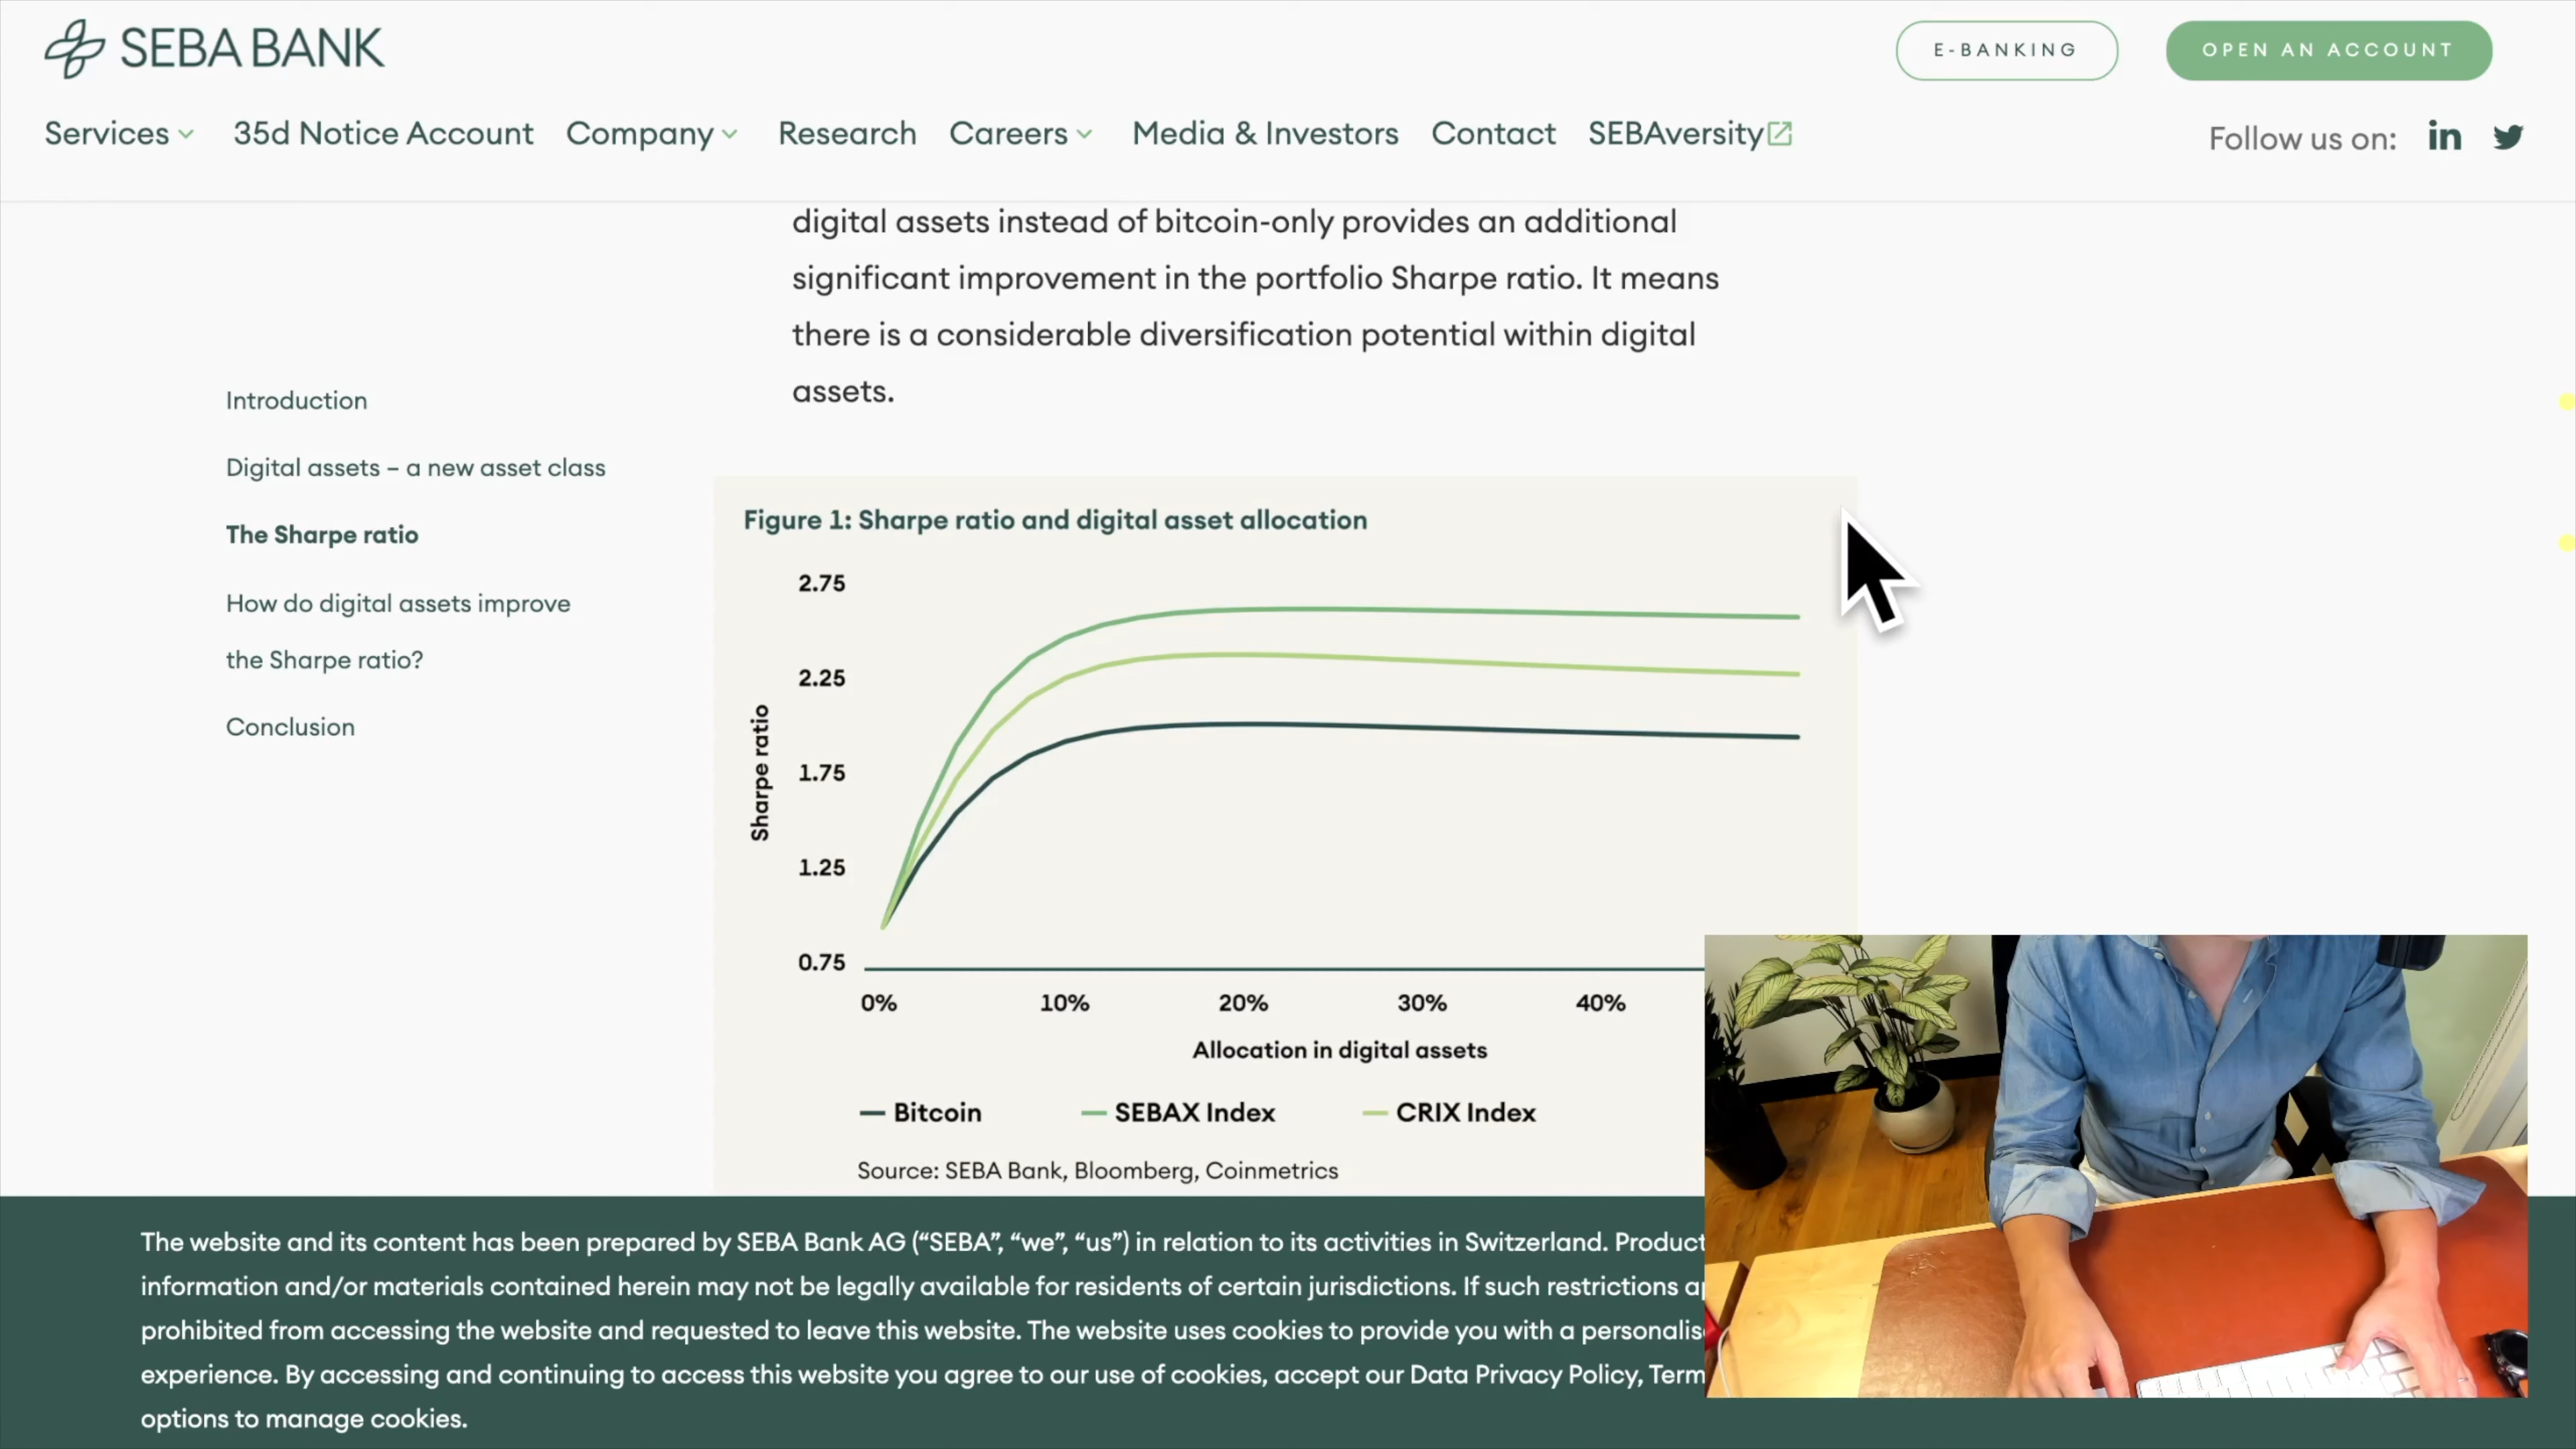 SEBA BANK
E-BANKING
OPEN AN ACCOUNT
Services
35d Notice Account
Company
Research
Careers
Media & Investors
Contact
SEBAversity
Follow us on:
in
digital assets instead of bitcoin-only provides an additional
significant improvement in the portfolio Sharpe ratio. It means
there is a considerable diversification potential within digital
assets.
Introduction
Digital assets – a new asset class
The Sharpe ratio
How do digital assets improve
the Sharpe ratio?
Conclusion
Figure 1: Sharpe ratio and digital asset allocation
Sharpe ratio
2.75
2.25
1.75
1.25
0.75
0% 10% 20% 30% 40%
Allocation in digital assets
Bitcoin SEBAX Index CRIX Index
Source: SEBA Bank, Bloomberg, Coinmetrics
The website and its content has been prepared by SEBA Bank AG (“SEBA”, “we”, “us”) in relation to its activities in Switzerland. Product
information and/or materials contained herein may not be legally available for residents of certain jurisdictions. If such restrictions
prohibited from accessing the website and requested to leave this website. The website uses cookies to provide you with a
experience. By accessing and continuing to access this website you agree to our use of cookies, accept our Data Privacy Policy,
options to manage cookies.